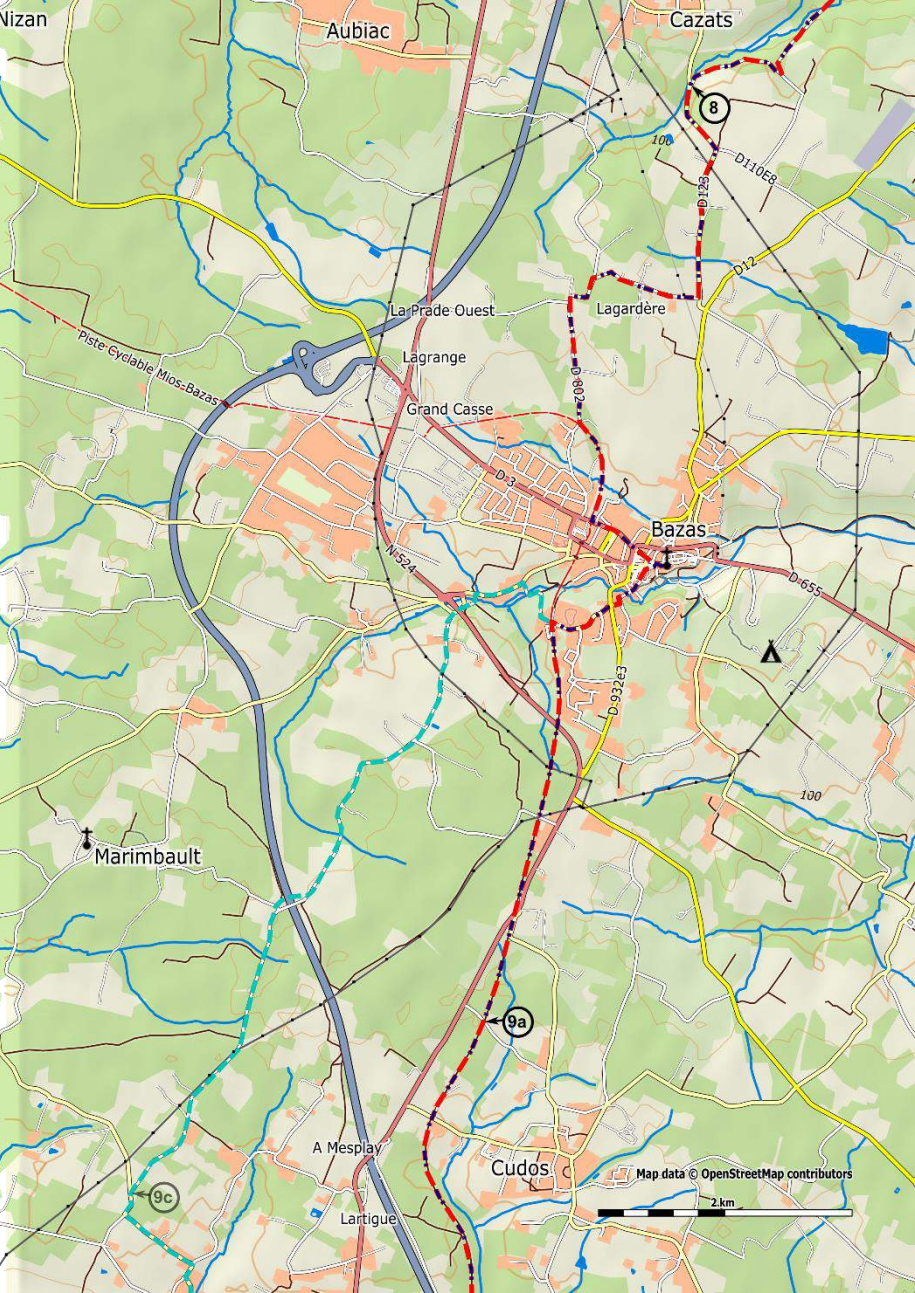 Nizan
Aubiac
Cazats
8
100
D110E8
D123
D12
Lagardère
La Prade Ouest
Piste Cyclable Mios-Bazas
Lagrange
D 802
Grand Casse
D 3
Bazas
N 524
D 655
D 932e3
100
Marimbault
9a
A Mesplay
Cudos
Map data © OpenStreetMap contributors
9c
2 km
Lartigue